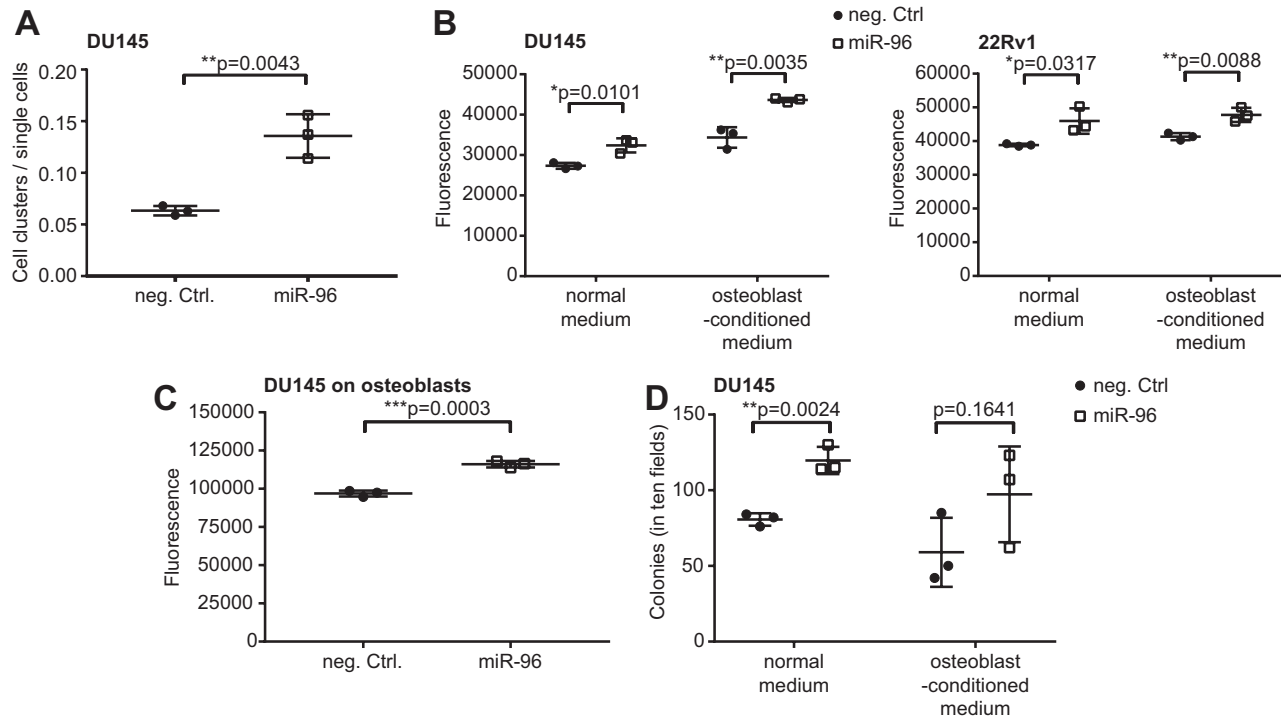 A
DU145
**p=0.0043
Cell clusters / single cells
0.20
0.15
0.10
0.05
0.00
neg. Ctrl.
miR-96
B
DU145
neg. Ctrl
miR-96
*p=0.0101
**p=0.0035
Fluorescence
50000
40000
30000
20000
10000
0
normal
medium
osteoblast
-conditioned
medium
22Rv1
*p=0.0317
**p=0.0088
Fluorescence
60000
50000
40000
30000
20000
10000
0
normal
medium
osteoblast
-conditioned
medium
C
DU145 on osteoblasts
***p=0.0003
Fluorescence
150000
125000
100000
75000
50000
25000
0
neg. Ctrl.
miR-96
D
DU145
neg. Ctrl
miR-96
**p=0.0024
p=0.1641
Colonies (in ten fields)
150
100
50
0
normal
medium
osteoblast
-conditioned
medium